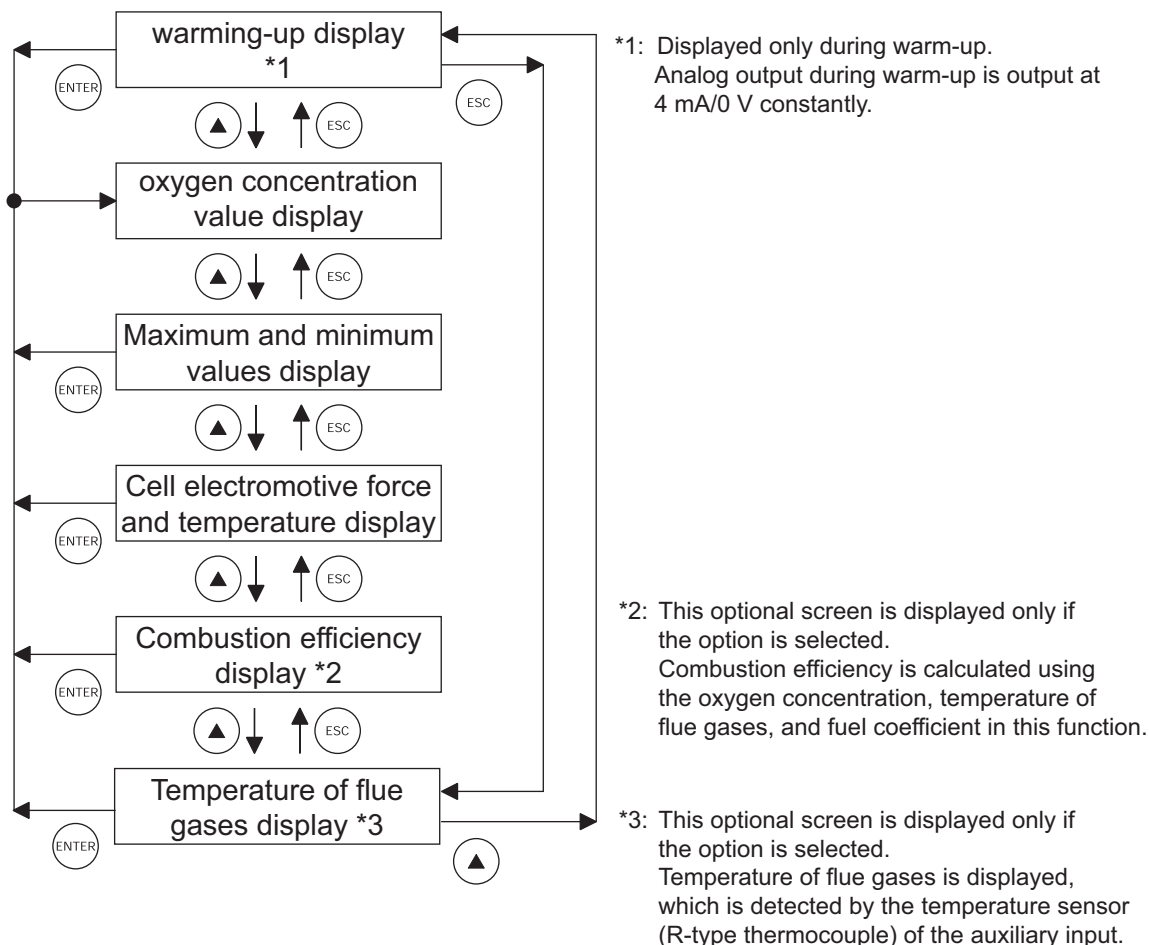 warming-up display
*1
*1: Displayed only during warm-up.
Analog output during warm-up is output at
4 mA/0 V constantly.
ENTER
ESC
ESC
oxygen concentration
value display
ESC
Maximum and minimum
values display
ENTER
ESC
Cell electromotive force
and temperature display
ENTER
ESC
Combustion efficiency
display *2
ENTER
*2: This optional screen is displayed only if
the option is selected.
Combustion efficiency is calculated using
the oxygen concentration, temperature of
flue gases, and fuel coefficient in this function.
ESC
Temperature of flue
gases display *3
ENTER
*3: This optional screen is displayed only if
the option is selected.
Temperature of flue gases is displayed,
which is detected by the temperature sensor
(R-type thermocouple) of the auxiliary input.